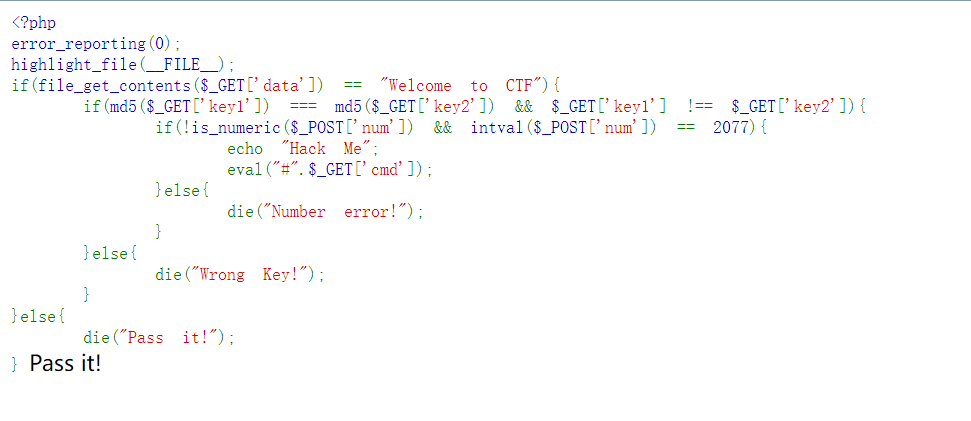 <?php
error_reporting(0);
highlight_file(__FILE__);
if(file_get_contents($_GET['data']) == "Welcome to CTF"){
        if(md5($_GET['key1']) === md5($_GET['key2']) && $_GET['key1'] !== $_GET['key2']){
                if(!is_numeric($_POST['num']) && intval($_POST['num']) == 2077){
                        echo "Hack Me";
                        eval("#".$_GET['cmd']);
                }else{
                        die("Number error!");
                }
        }else{
                die("Wrong Key!");
        }
}else{
        die("Pass it!");
} Pass it!